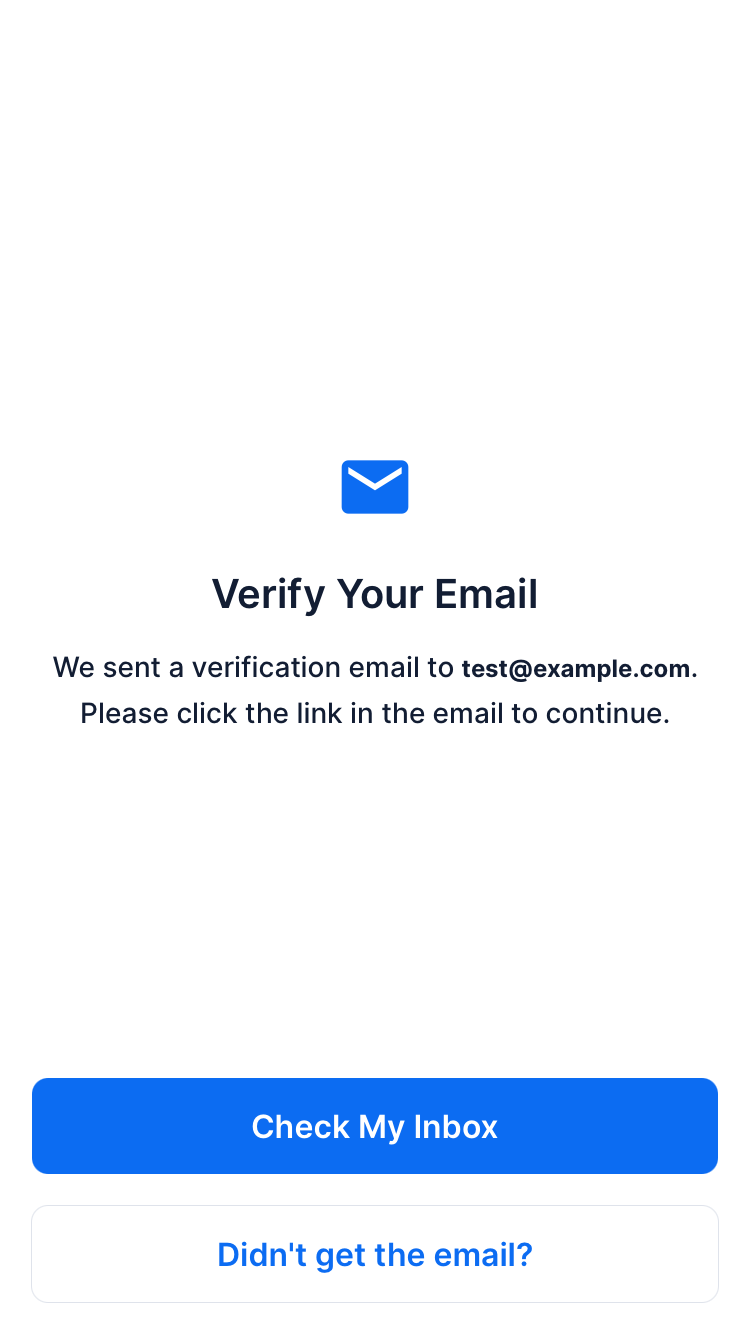 Verify Your Email
We sent a verification email to test@example.com.
Please click the link in the email to continue.
Check My Inbox
Didn't get the email?